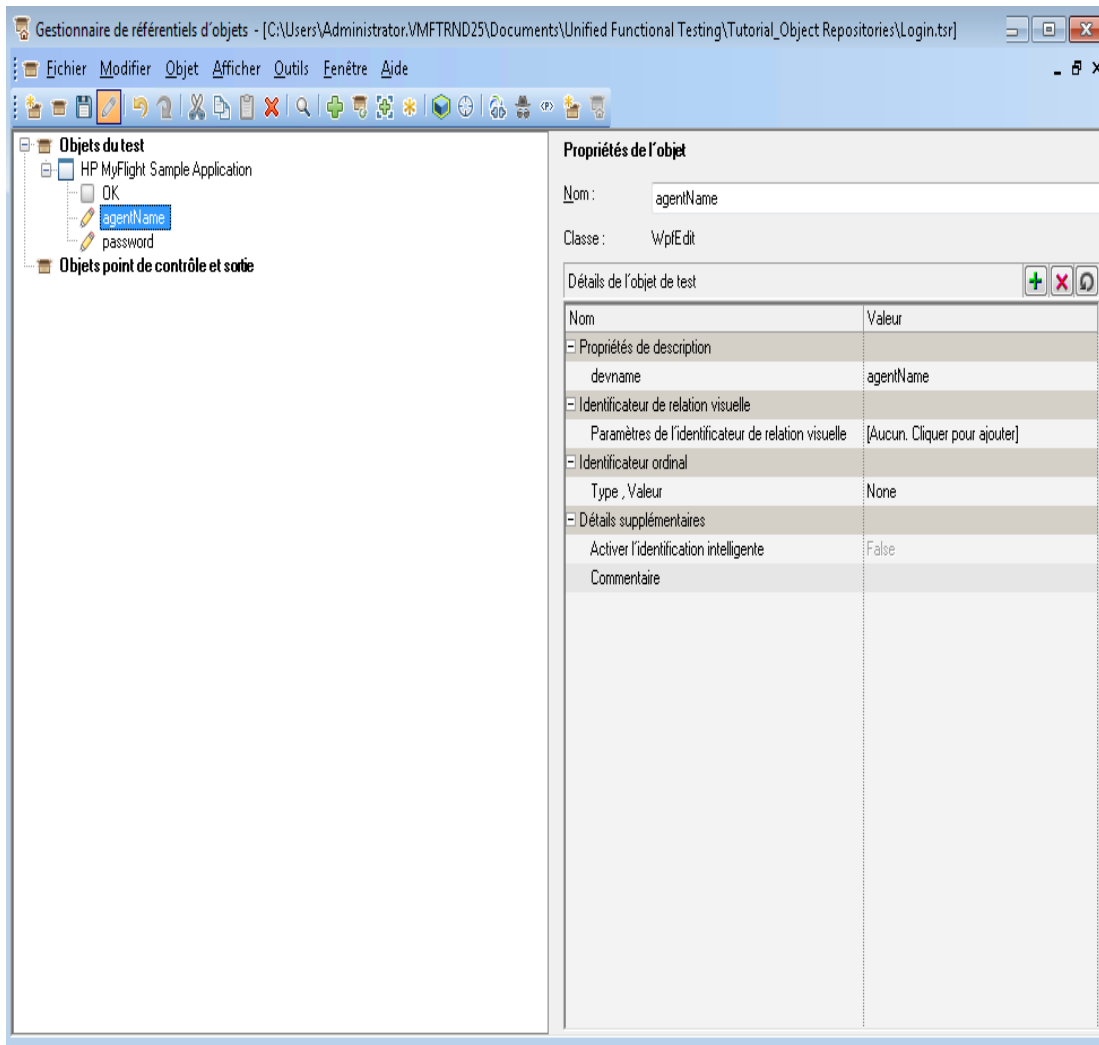 Gestionnaire de référentiels d'objets - [C:\Users\Administrator.VMFTRND25\Documents\Unified Functional Testing\Tutorial_Object Repositories\Login.tsr]
Fichier Modifier Objet Afficher Outils Fenêtre Aide
Objets du test
HP MyFlight Sample Application
OK
agentName
password
Objets point de contrôle et sortie
Propriétés de l'objet
Nom : agentName
Classe : WpfEdit
Détails de l'objet de test
Nom Valeur
Propriétés de description
devname agentName
Identificateur de relation visuelle
Paramètres de l'identificateur de relation visuelle [Aucun. Cliquer pour ajouter]
Identificateur ordinal
Type , Valeur None
Détails supplémentaires
Activer l'identification intelligente False
Commentaire